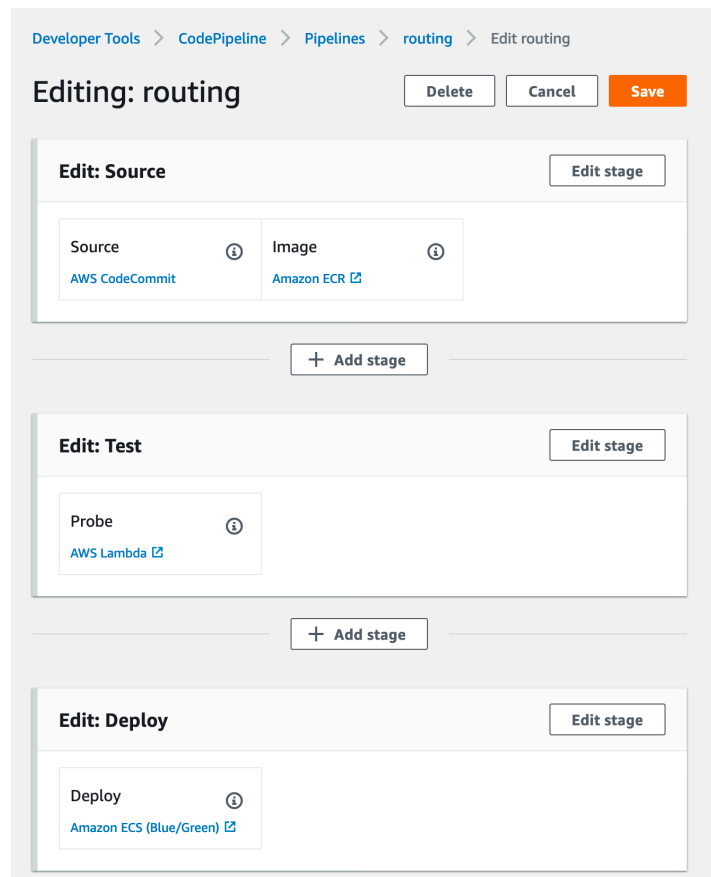 Developer Tools > CodePipeline > Pipelines > routing > Edit routing
Editing: routing Delete Cancel Save
Edit: Source Edit stage
Source Image
AWS CodeCommit Amazon ECR
+ Add stage
Edit: Test Edit stage
Probe
AWS Lambda
+ Add stage
Edit: Deploy Edit stage
Deploy
Amazon ECS (Blue/Green)